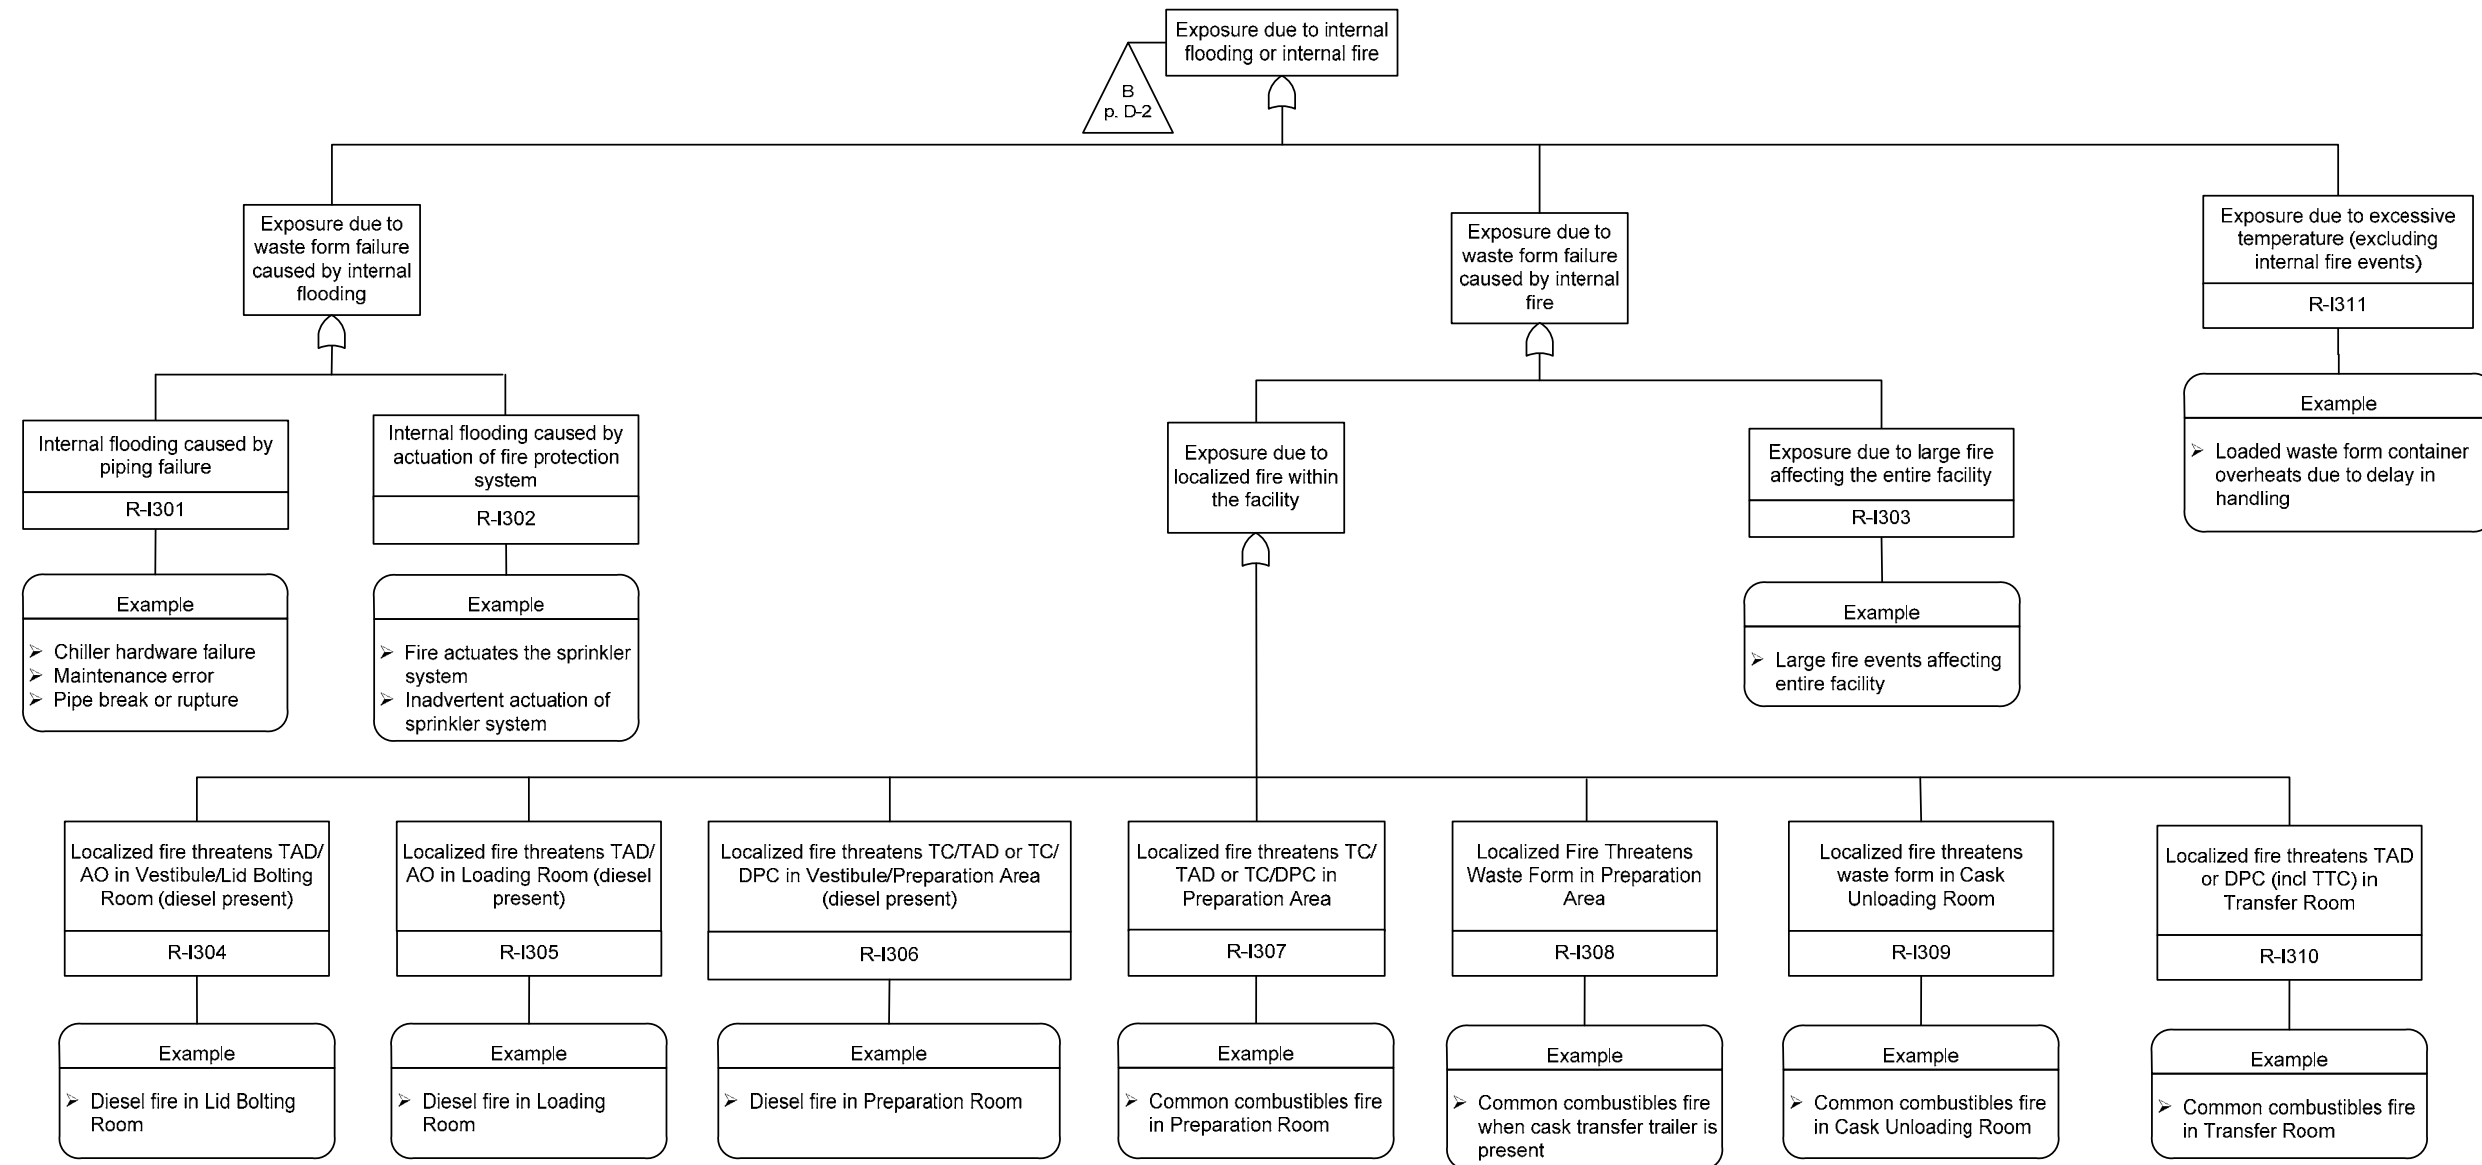 Exposure due to internal
flooding or internal fire
B
p. D-2
Exposure due to
waste form failure
caused by internal
flooding
Exposure due to
waste form failure
caused by internal
fire
Exposure due to excessive
temperature (excluding
internal fire events)
R-I311
Example
➢ Loaded waste form container
overheats due to delay in
handling
Internal flooding caused by
piping failure
R-I301
Internal flooding caused by
actuation of fire protection
system
R-I302
Exposure due to
localized fire within
the facility
Exposure due to large fire
affecting the entire facility
R-I303
Example
➢ Chiller hardware failure
➢ Maintenance error
➢ Pipe break or rupture
Example
➢ Fire actuates the sprinkler
system
➢ Inadvertent actuation of
sprinkler system
Example
➢ Large fire events affecting
entire facility
Localized fire threatens TAD/
AO in Vestibule/Lid Bolting
Room (diesel present)
R-I304
Localized fire threatens TAD/
AO in Loading Room (diesel
present)
R-I305
Localized fire threatens TC/TAD or TC/
DPC in Vestibule/Preparation Area
(diesel present)
R-I306
Localized fire threatens TC/
TAD or TC/DPC in
Preparation Area
R-I307
Localized Fire Threatens
Waste Form in Preparation
Area
R-I308
Localized fire threatens
waste form in Cask
Unloading Room
R-I309
Localized fire threatens TAD
or DPC (incl TTC) in
Transfer Room
R-I310
Example
➢ Diesel fire in Lid Bolting
Room
Example
➢ Diesel fire in Loading
Room
Example
➢ Diesel fire in Preparation Room
Example
➢ Common combustibles fire
in Preparation Room
Example
➢ Common combustibles fire
when cask transfer trailer is
present
Example
➢ Common combustibles fire
in Cask Unloading Room
Example
➢ Common combustibles fire
in Transfer Room